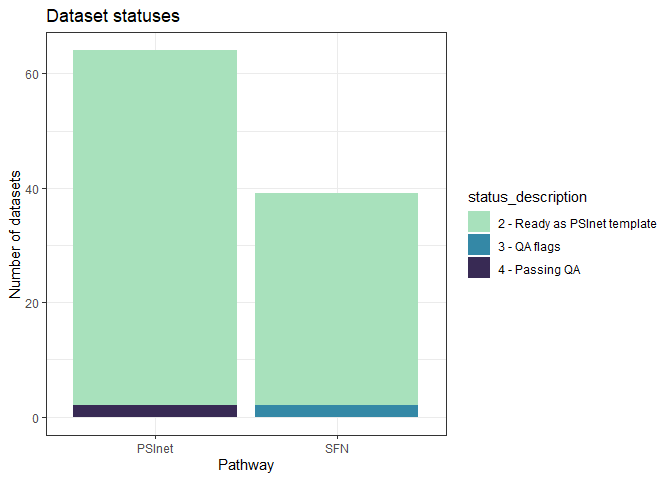 Dataset statuses
Number of datasets
60
40
20
0
PSInet
SFN
Pathway
status_description
2 - Ready as PSInet template
3 - QA flags
4 - Passing QA